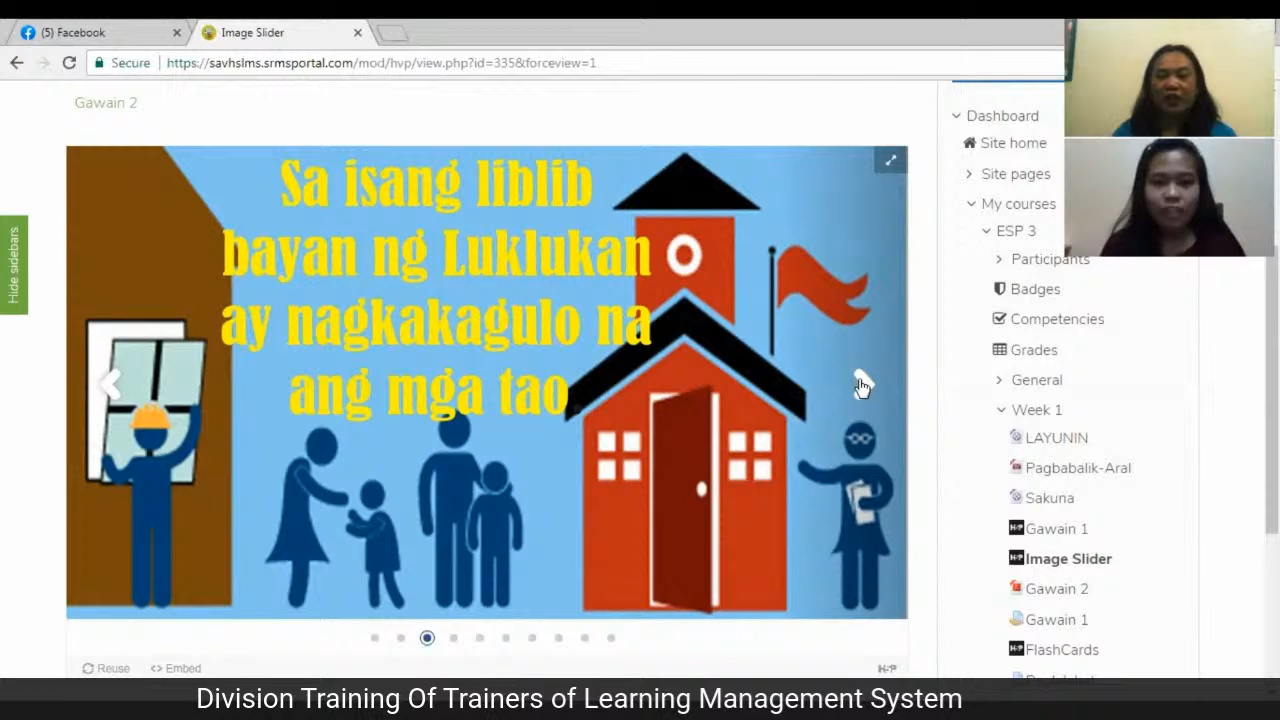 (5) Facebook
Image Slider
Secure
https://savhslms.srmsportal.com/mod/hvp/view.php?id=335&forceview=1
Gawain 2
Hide sidebars
Sa isang liblib
bayan ng Luklukan
ay nagkakagulo na
ang mga tao.
Reuse
<> Embed
H-P
Dashboard
Site home
Site pages
My courses
ESP 3
Participants
Badges
Competencies
Grades
General
Week 1
LAYUNIN
Pagbabalik-Aral
Sakuna
Gawain 1
Image Slider
Gawain 2
Gawain 1
FlashCards
Division Training Of Trainers of Learning Management System